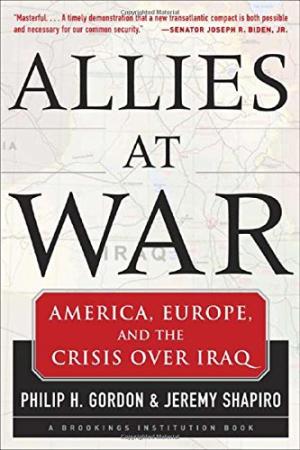 "Masterful. . . . A timely demonstration that a new transatlantic compact is both possible
and necessary for our common security." —SENATOR JOSEPH R. BIDEN, JR.
ALLIES
AT
WAR
IRAQ
AMERICA, EUROPE,
AND THE
CRISIS OVER IRAQ
PHILIP H. GORDON & JEREMY SHAPIRO
A BROOKINGS INSTITUTION BOOK